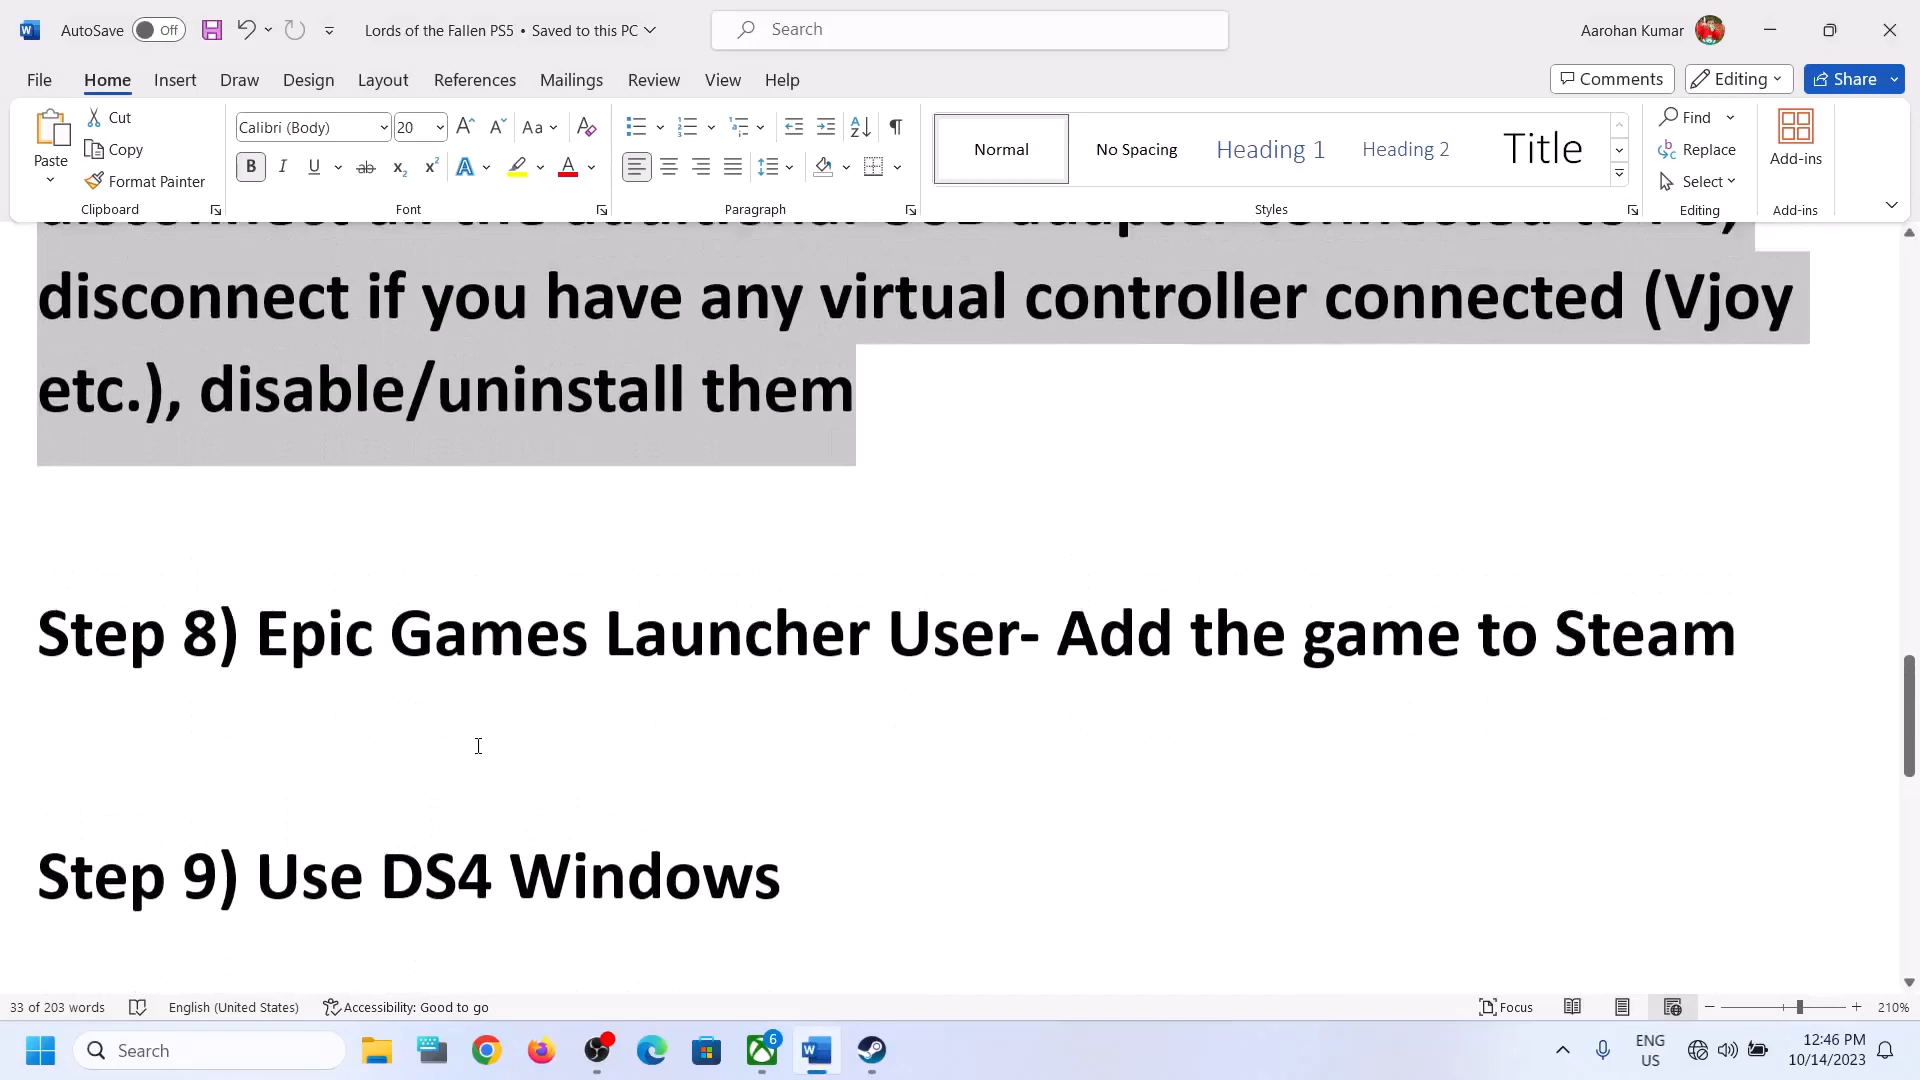 AutoSave Off Lords of the Fallen PS5 • Saved to this PC Search Aarohan Kumar
File Home Insert Draw Design Layout References Mailings Review View Help Comments Editing Share
Paste Cut Copy Format Painter Calibri (Body) 20 Normal No Spacing Heading 1 Heading 2 Title Find Replace Select Add-ins
Clipboard Font Paragraph Styles Editing Add-ins
disconnect if you have any virtual controller connected (Vjoy
etc.), disable/uninstall them
Step 8) Epic Games Launcher User- Add the game to Steam
Step 9) Use DS4 Windows
33 of 203 words English (United States) Accessibility: Good to go Focus 210%
Search 6 ENG US 12:46 PM 10/14/2023